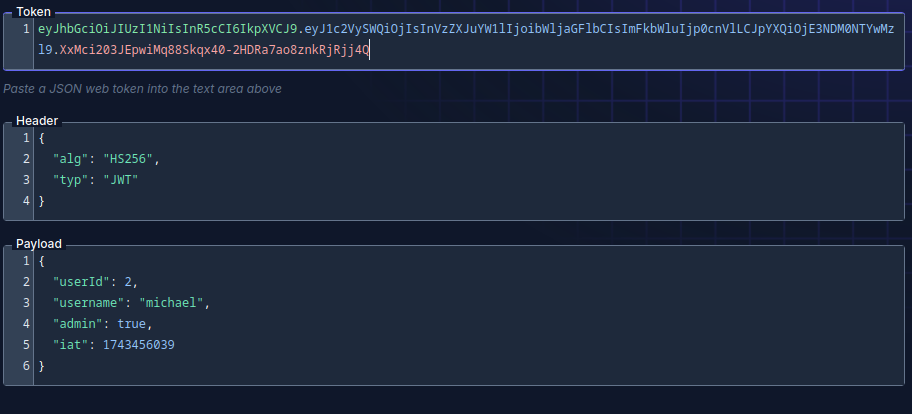 Token
1 eyJhbGciOiJIUzI1NiIsInR5cCI6IkpXVCJ9.eyJ1c2VySWQiOjIsInVzZXJuYW1lIjoibWljaGFlbCIsImFkbWluIjp0cnVlLCJpYXQiOjE3NDM0NTYwMz
l9.XxMci203JEpwiMq88Skqx40-2HDRa7ao8znkRjRjj4Q
Paste a JSON web token into the text area above
Header
1 {
2 "alg": "HS256",
3 "typ": "JWT"
4 }
Payload
1 {
2 "userId": 2,
3 "username": "michael",
4 "admin": true,
5 "iat": 1743456039
6 }